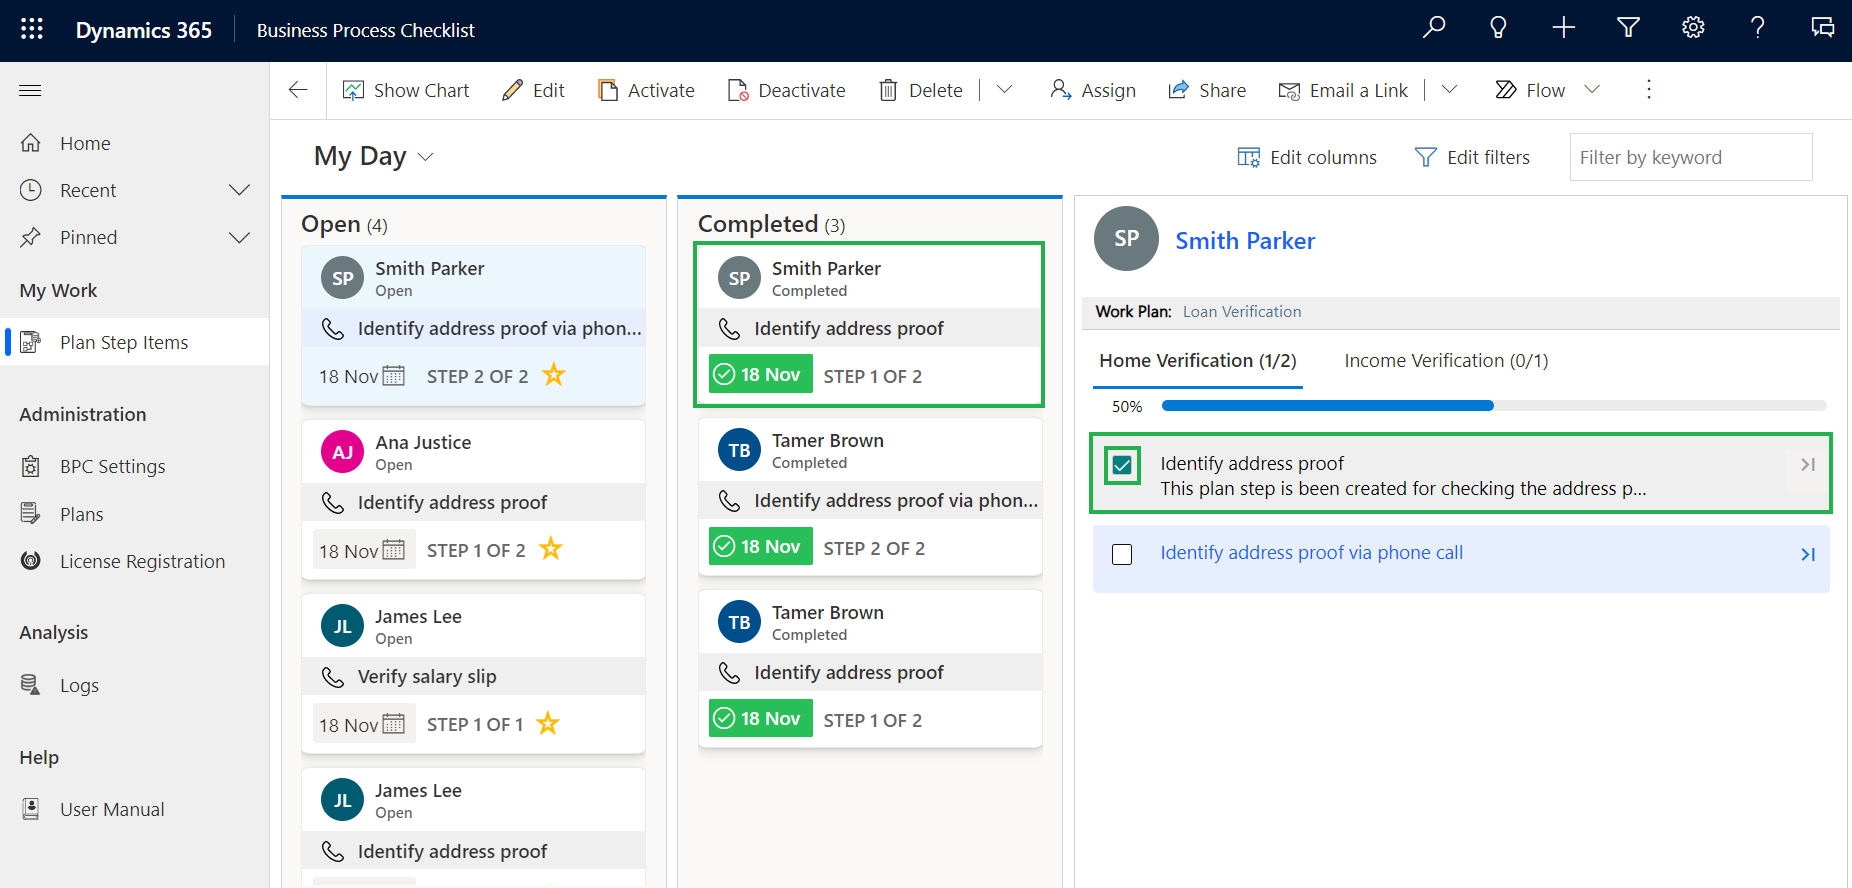 Dynamics 365
Business Process Checklist
Show Chart
Edit
Activate
Deactivate
Delete
Assign
Share
Email a Link
Flow
Home
Recent
Pinned
My Work
Plan Step Items
Administration
BPC Settings
Plans
License Registration
Analysis
Logs
Help
User Manual
My Day
Edit columns
Edit filters
Filter by keyword
Open (4)
SP
Smith Parker
Open
Identify address proof via phon...
18 Nov
STEP 2 OF 2
AJ
Ana Justice
Open
Identify address proof
18 Nov
STEP 1 OF 2
JL
James Lee
Open
Verify salary slip
18 Nov
STEP 1 OF 1
JL
James Lee
Open
Identify address proof
Completed (3)
SP
Smith Parker
Completed
Identify address proof
18 Nov
STEP 1 OF 2
TB
Tamer Brown
Completed
Identify address proof via phon...
18 Nov
STEP 2 OF 2
TB
Tamer Brown
Completed
Identify address proof
18 Nov
STEP 1 OF 2
SP
Smith Parker
Work Plan: Loan Verification
Home Verification (1/2)
Income Verification (0/1)
50%
Identify address proof
This plan step is been created for checking the address p...
Identify address proof via phone call